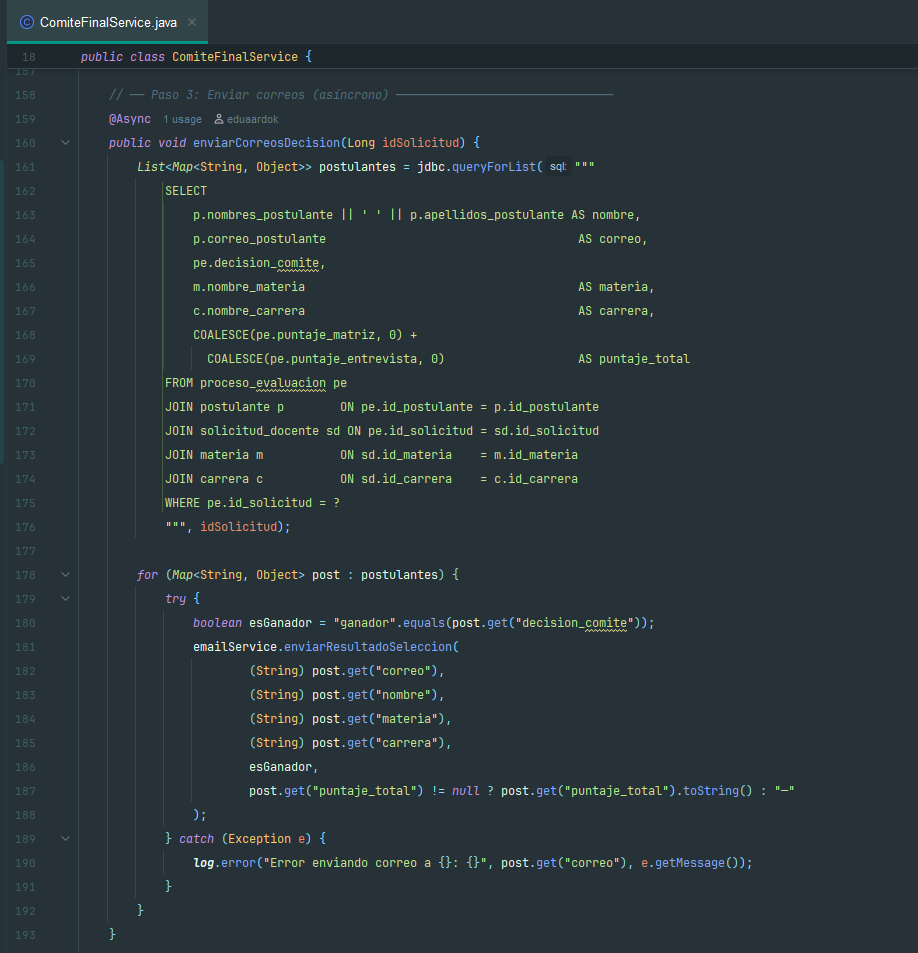 ComiteFinalService.java
18 public class ComiteFinalService {
157
158 // —— Paso 3: Enviar correos (asíncrono) ———————————————————————————————
159 @Async 1 usage eduaardok
160 public void enviarCorreosDecision(Long idSolicitud) {
161 List<Map<String, Object>> postulantes = jdbc.queryForList( sql: """
162 SELECT
163 p.nombres_postulante || ' ' || p.apellidos_postulante AS nombre,
164 p.correo_postulante AS correo,
165 pe.decision_comite,
166 m.nombre_materia AS materia,
167 c.nombre_carrera AS carrera,
168 COALESCE(pe.puntaje_matriz, 0) +
169 COALESCE(pe.puntaje_entrevista, 0) AS puntaje_total
170 FROM proceso_evaluacion pe
171 JOIN postulante p ON pe.id_postulante = p.id_postulante
172 JOIN solicitud_docente sd ON pe.id_solicitud = sd.id_solicitud
173 JOIN materia m ON sd.id_materia = m.id_materia
174 JOIN carrera c ON sd.id_carrera = c.id_carrera
175 WHERE pe.id_solicitud = ?
176 """, idSolicitud);
177
178 for (Map<String, Object> post : postulantes) {
179 try {
180 boolean esGanador = "ganador".equals(post.get("decision_comite"));
181 emailService.enviarResultadoSeleccion(
182 (String) post.get("correo"),
183 (String) post.get("nombre"),
184 (String) post.get("materia"),
185 (String) post.get("carrera"),
186 esGanador,
187 post.get("puntaje_total") != null ? post.get("puntaje_total").toString() : "—"
188 );
189 } catch (Exception e) {
190 log.error("Error enviando correo a {}: {}", post.get("correo"), e.getMessage());
191 }
192 }
193 }